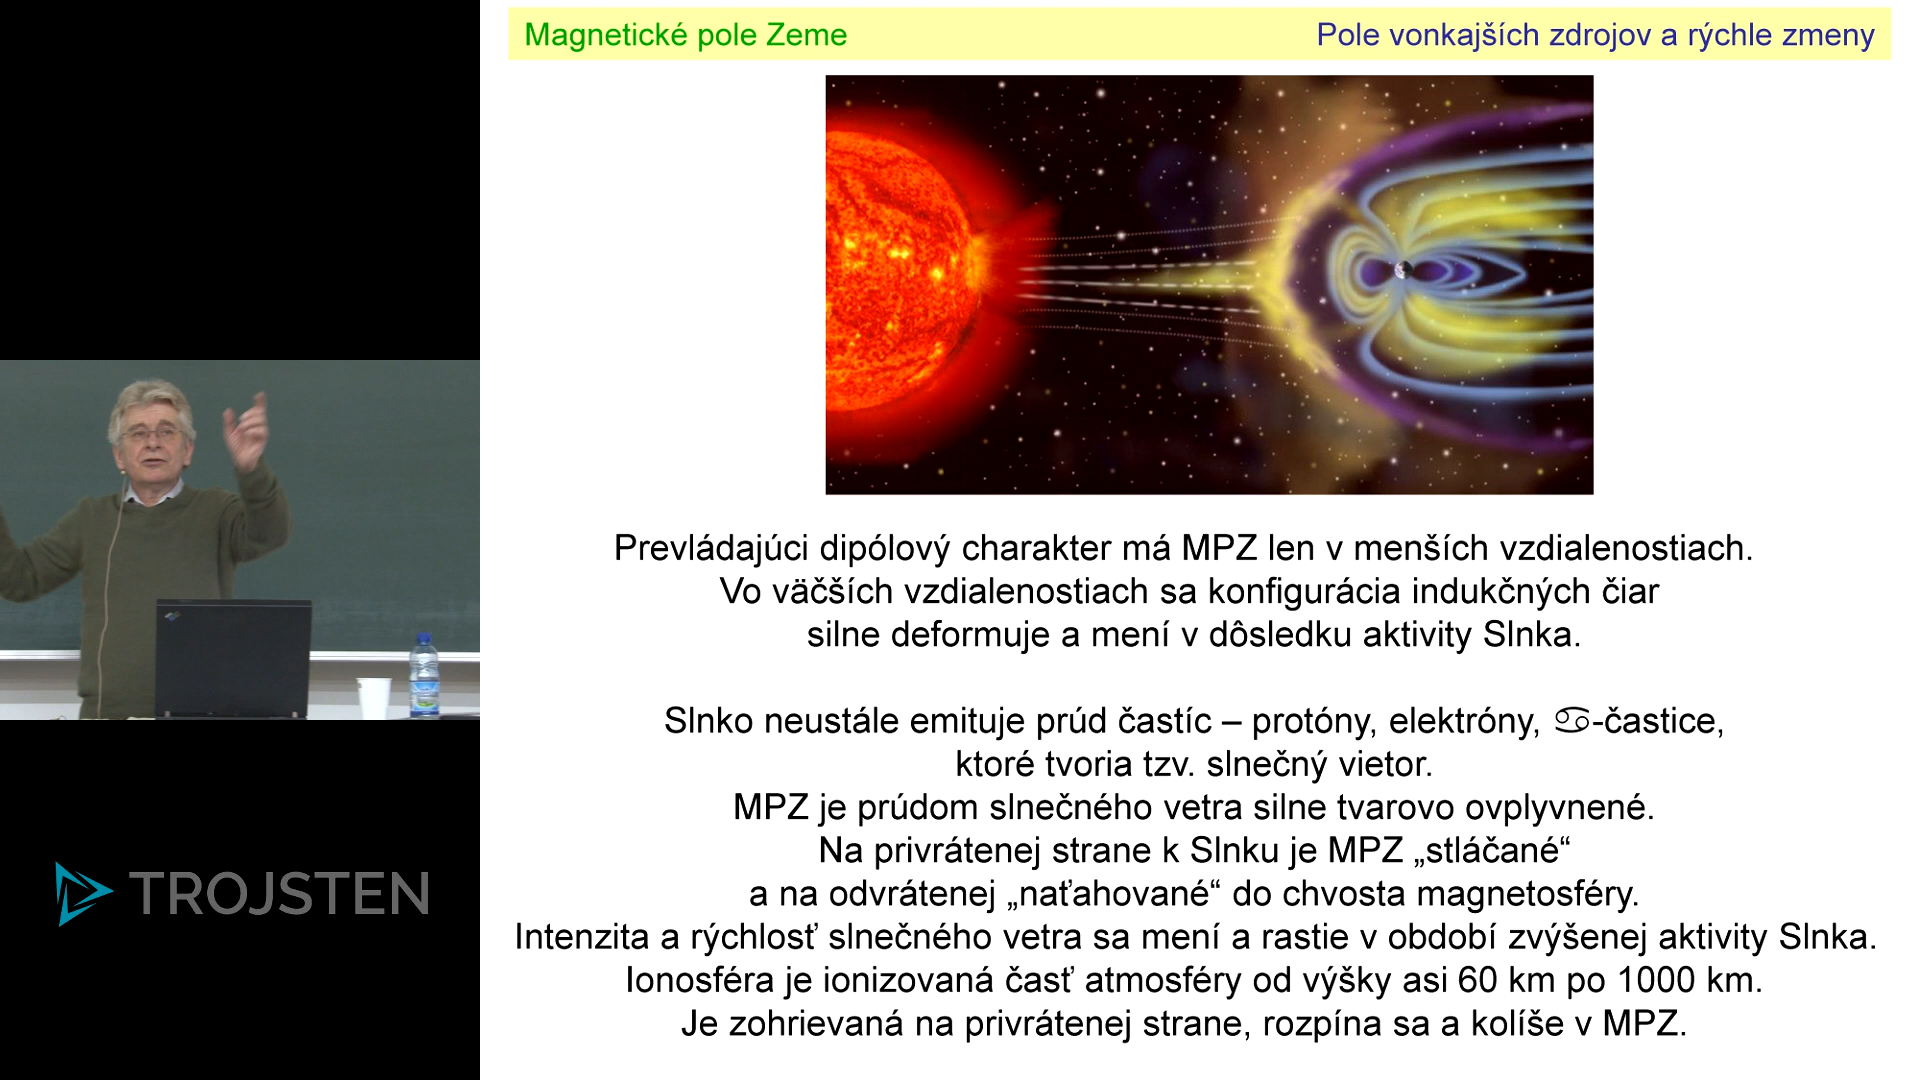 Magnetické pole Zeme
Pole vonkajších zdrojov a rýchle zmeny
Prevládajúci dipólový charakter má MPZ len v menších vzdialenostiach.
Vo väčších vzdialenostiach sa konfigurácia indukčných čiar
silne deformuje a mení v dôsledku aktivity Slnka.
Slnko neustále emituje prúd častíc – protóny, elektróny, ♋-častice,
ktoré tvoria tzv. slnečný vietor.
MPZ je prúdom slnečného vetra silne tvarovo ovplyvnené.
Na privrátenej strane k Slnku je MPZ „stláčané“
a na odvrátenej „naťahované“ do chvosta magnetosféry.
Intenzita a rýchlosť slnečného vetra sa mení a rastie v období zvýšenej aktivity Slnka.
Ionosféra je ionizovaná časť atmosféry od výšky asi 60 km po 1000 km.
Je zohrievaná na privrátenej strane, rozpína sa a kolíše v MPZ.
TROJSTEN